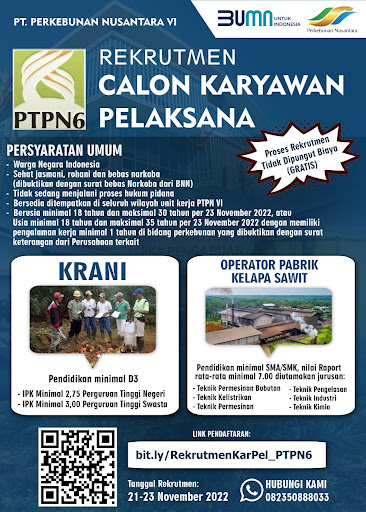 PT. PERKEBUNAN NUSANTARA VI
BUMN UNTUK INDONESIA
Perkebunan Nusantara
PTPN6
REKRUTMEN
CALON KARYAWAN
PELAKSANA
Proses Rekrutmen
Tidak Dipungut Biaya
(GRATIS)
PERSYARATAN UMUM
- Warga Negara Indonesia
- Sehat jasmani, rohani dan bebas narkoba
(dibuktikan dengan surat bebas Narkoba dari BNN)
- Tidak sedang menjalani proses hukum pidana
- Bersedia ditempatkan di seluruh wilayah unit kerja PTPN VI
- Berusia minimal 18 tahun dan maksimal 30 tahun per 23 November 2022, atau
Usia minimal 18 tahun dan maksimal 35 tahun per 23 November 2022 dengan memiliki
pengalaman kerja minimal 1 tahun di bidang perkebunan yang dibuktikan dengan surat
keterangan dari Perusahaan terkait
KRANI
Pendidikan minimal D3
- IPK Minimal 2,75 Perguruan Tinggi Negeri
- IPK Minimal 3,00 Perguruan Tinggi Swasta
OPERATOR PABRIK
KELAPA SAWIT
Pendidikan minimal SMA/SMK, nilai Raport
rata-rata minimal 7.00 diutamakan jurusan:
- Teknik Permesinan Bubutan
- Teknik Kelistrikan
- Teknik Permesinan
- Teknik Pengelasan
- Teknik Industri
- Teknik Kimia
LINK PENDAFTARAN:
bit.ly/RekrutmenKarPel_PTPN6
Tanggal Rekrutmen:
21-23 November 2022
HUBUNGI KAMI
082350888033